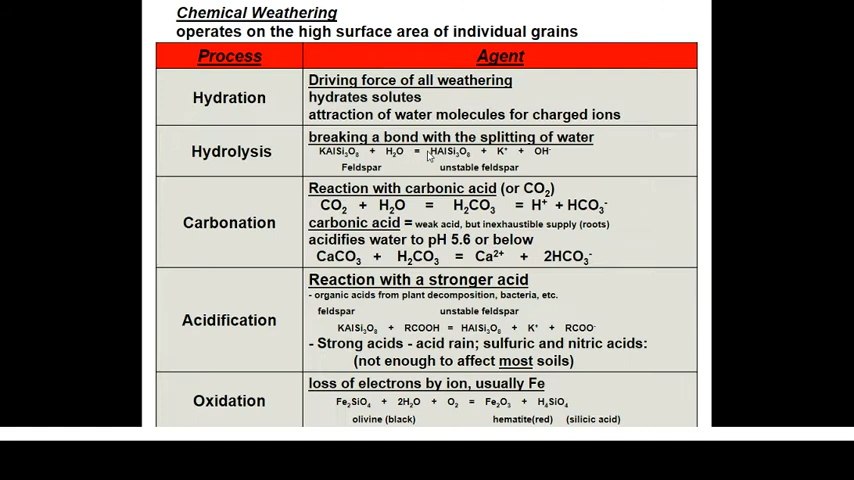 Chemical Weathering
operates on the high surface area of individual grains
Process Agent
Hydration
Driving force of all weathering
hydrates solutes
attraction of water molecules for charged ions
Hydrolysis
breaking a bond with the splitting of water
KAlSi₃O₈ + H₂O = HAlSi₃O₈ + K⁺ + OH⁻
Feldspar unstable feldspar
Carbonation
Reaction with carbonic acid (or CO₂)
CO₂ + H₂O = H₂CO₃ = H⁺ + HCO₃⁻
carbonic acid = weak acid, but inexhaustible supply (roots)
acidifies water to pH 5.6 or below
CaCO₃ + H₂CO₃ = Ca²⁺ + 2HCO₃⁻
Acidification
Reaction with a stronger acid
- organic acids from plant decomposition, bacteria, etc.
feldspar unstable feldspar
KAlSi₃O₈ + RCOOH = HAlSi₃O₈ + K⁺ + RCOO⁻
- Strong acids - acid rain; sulfuric and nitric acids:
(not enough to affect most soils)
Oxidation
loss of electrons by ion, usually Fe
Fe₂SiO₄ + 2H₂O + O₂ = Fe₂O₃ + H₄SiO₄
olivine (black) hematite(red) (silicic acid)